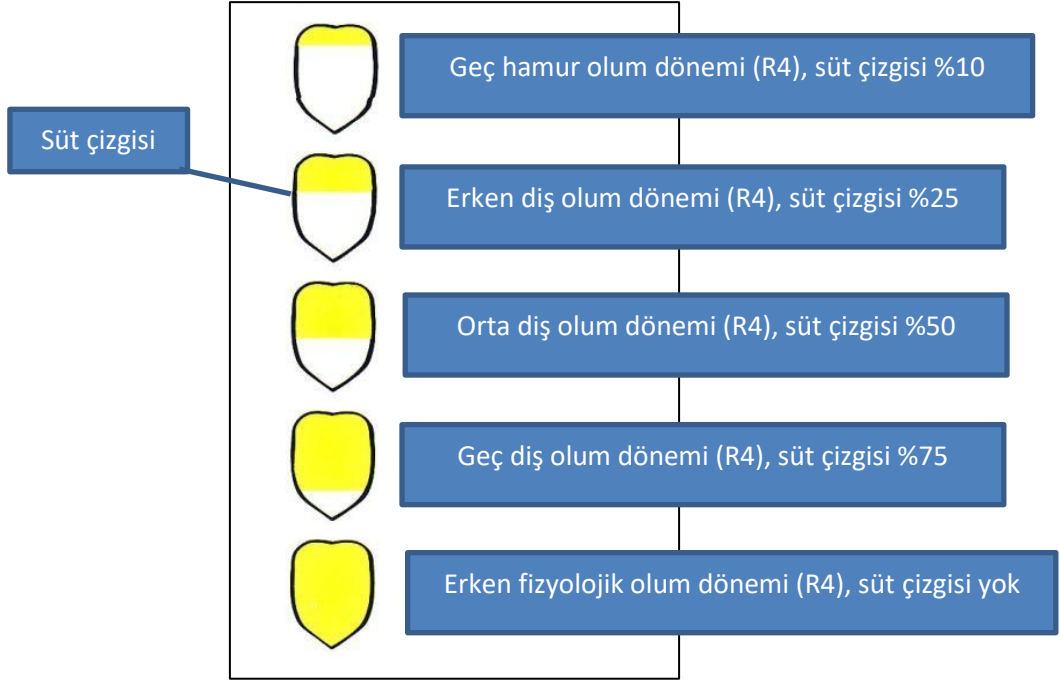 Geç hamur olum dönemi (R4), süt çizgisi %10
Süt çizgisi
Erken diş olum dönemi (R4), süt çizgisi %25
Orta diş olum dönemi (R4), süt çizgisi %50
Geç diş olum dönemi (R4), süt çizgisi %75
Erken fizyolojik olum dönemi (R4), süt çizgisi yok